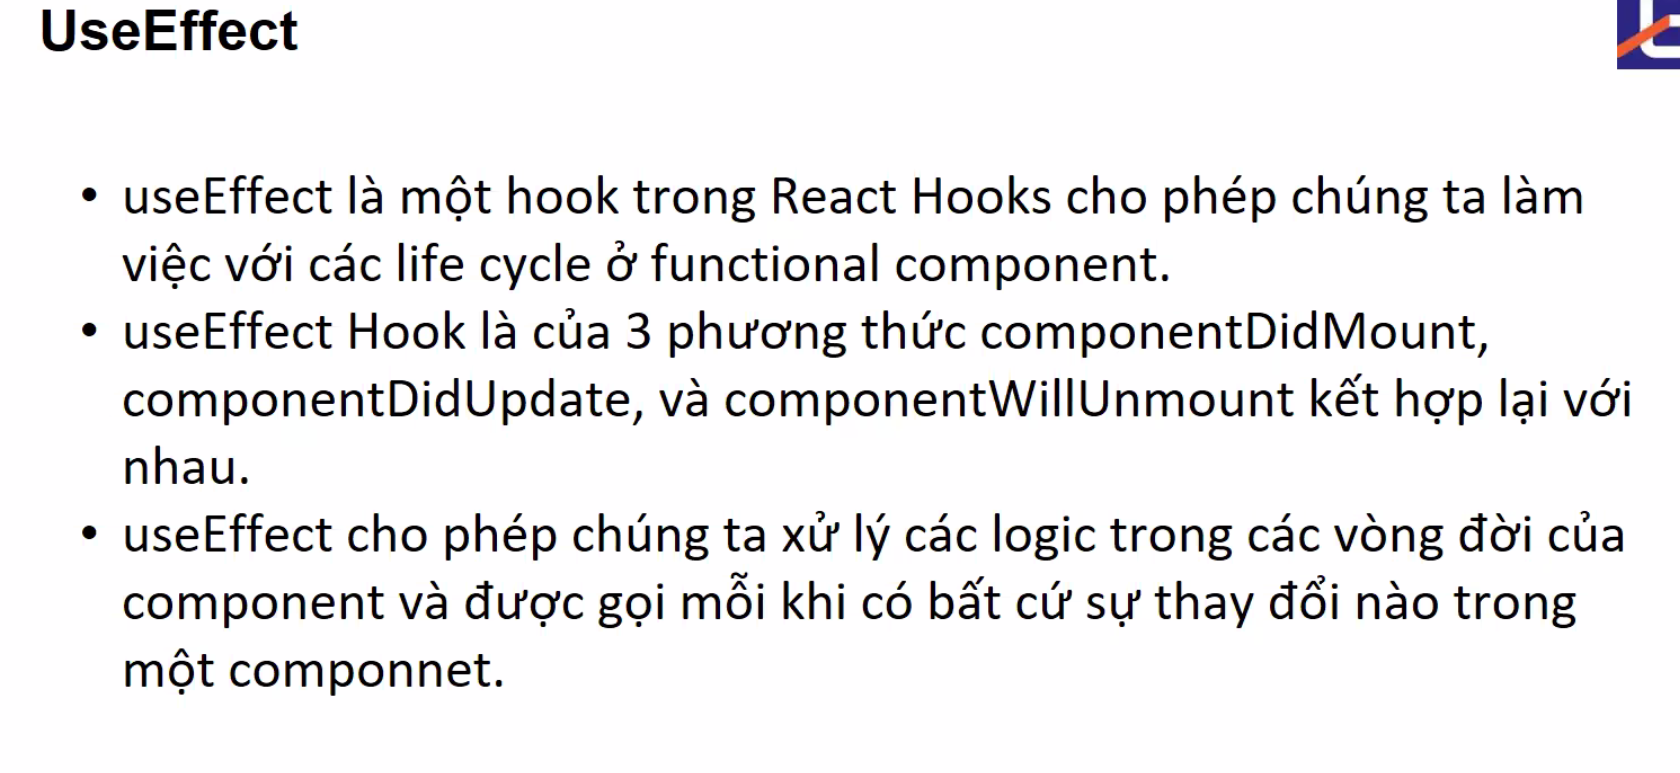 UseEffect
• useEffect là một hook trong React Hooks cho phép chúng ta làm
việc với các life cycle ở functional component.
• useEffect Hook là của 3 phương thức componentDidMount,
componentDidUpdate, và componentWillUnmount kết hợp lại với
nhau.
• useEffect cho phép chúng ta xử lý các logic trong các vòng đời của
component và được gọi mỗi khi có bất cứ sự thay đổi nào trong
một componnet.